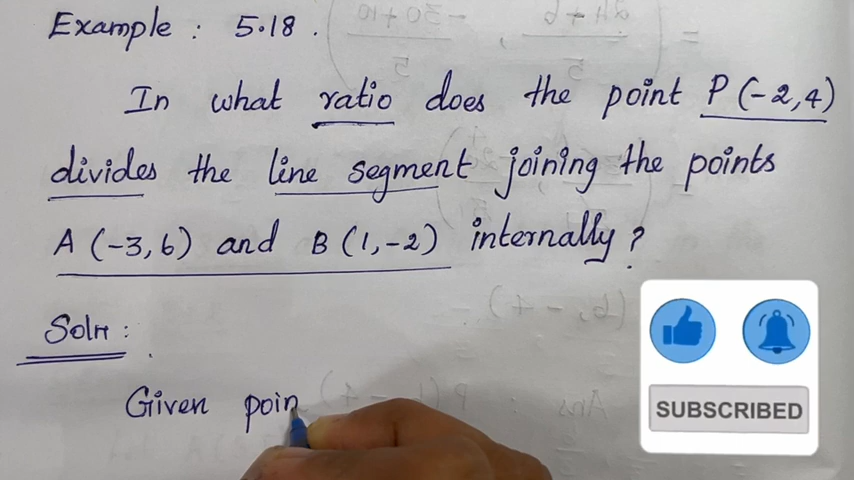 Example : 5.18 .
In what ratio does the point P (-2,4)
divides the line segment joining the points
A (-3,6) and B (1,-2) internally ?
Soln :
Given poin
SUBSCRIBED